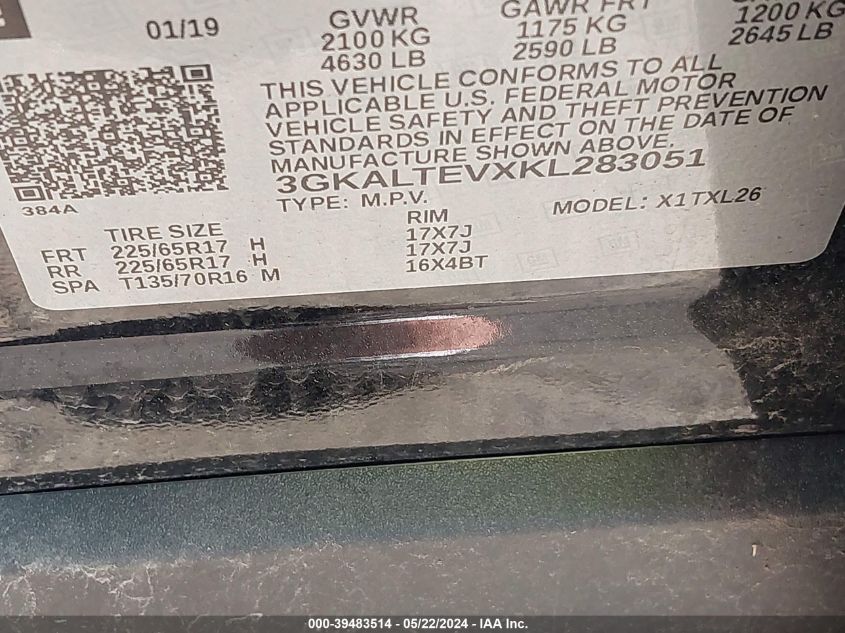 01/19
GVWR
2100 KG
4630 LB
GAWR FRT
1175 KG
2590 LB
1200 KG
2645 LB
THIS VEHICLE CONFORMS TO ALL
APPLICABLE U.S. FEDERAL MOTOR
VEHICLE SAFETY AND THEFT PREVENTION
STANDARDS IN EFFECT ON THE DATE OF
MANUFACTURE SHOWN ABOVE.
3GKALTEVXKL283051
384A
TYPE: M.P.V.
MODEL: X1TXL26
TIRE SIZE
RIM
FRT 225/65R17 H 17X7J
RR 225/65R17 H 17X7J
SPA T135/70R16 M 16X4BT
000-39483514 - 05/22/2024 - IAA Inc.